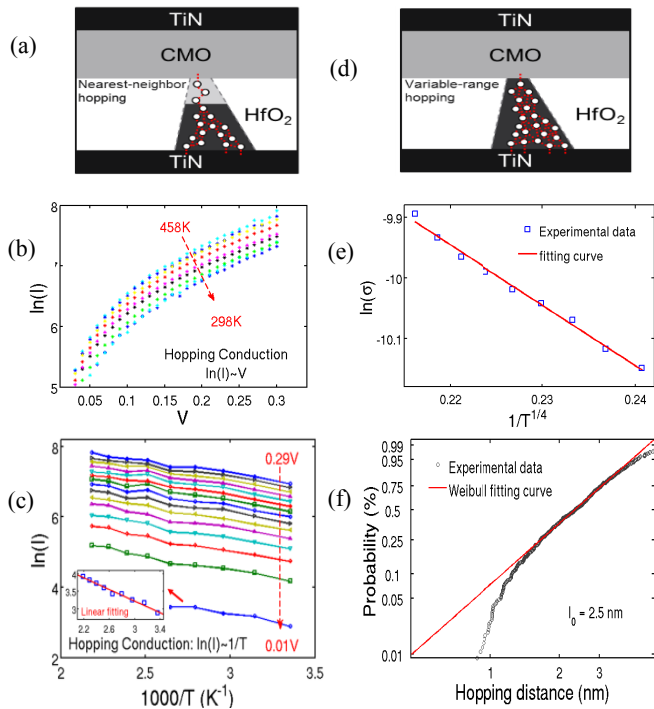 (a)
TiN
CMO
Nearest-neighbor
hopping
HfO2
TiN
(d)
TiN
CMO
Variable-range
hopping
HfO2
TiN
(b)
8
7
6
5
ln(I)
458K
298K
Hopping Conduction
ln(I)~V
0.05 0.1 0.15 0.2 0.25 0.3
V
(e)
-9.9
-10
-10.1
ln(σ)
Experimental data
fitting curve
0.22 0.23 0.24
1/T1/4
(c)
8
6
4
2
ln(I)
0.29V
0.01V
4
3.5
3
Linear fitting
2.2 2.6 3 3.4
Hopping Conduction: ln(I)~1/T
2 2.5 3 3.5
1000/T (K-1)
(f)
0.99
0.95
0.75
0.5
0.25
0.1
0.05
0.01
Probability (%)
Experimental data
Weibull fitting curve
l0 = 2.5 nm
1 2 3
Hopping distance (nm)